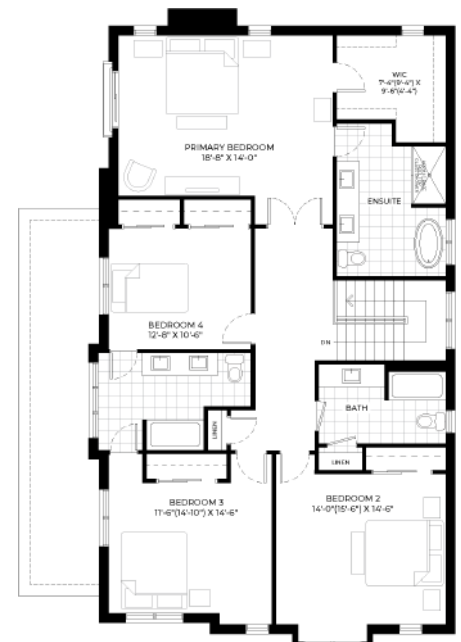 WIC
7'-4"(9'-4") X
9'-6"(4'-4")
PRIMARY BEDROOM
18'-8" X 14'-0"
ENSUITE
BEDROOM 4
12'-8" X 10'-6"
DN
BATH
LINEN
LINEN
BEDROOM 3
11'-6"(14'-10") X 14'-6"
BEDROOM 2
14'-0"(15'-6") X 14'-6"